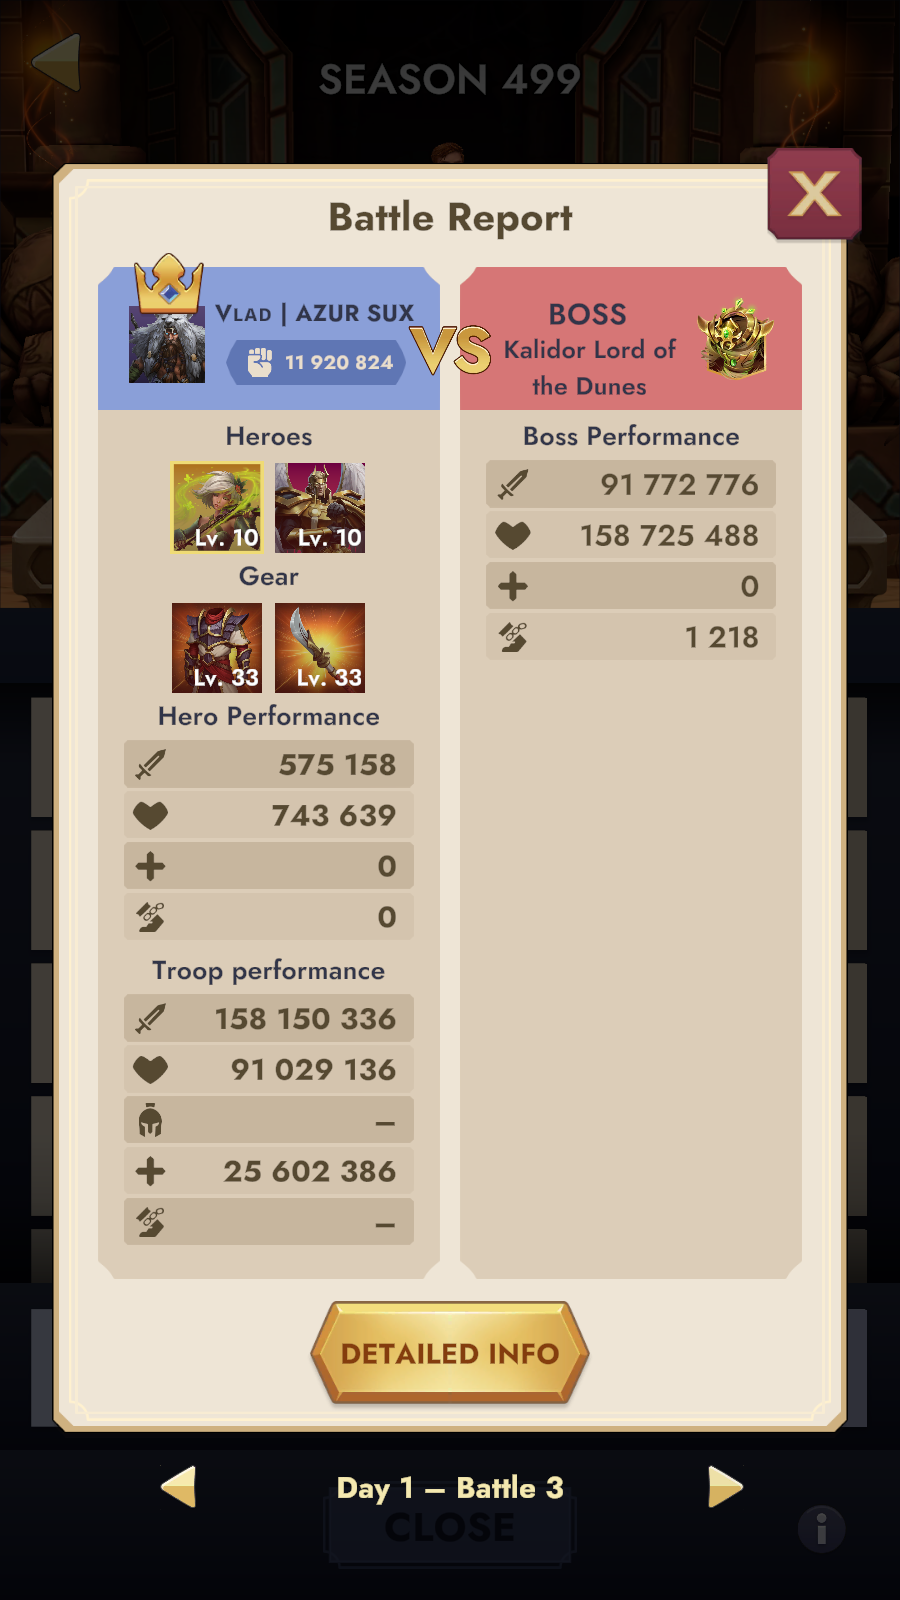 SEASON 499
Battle Report
X
Vlad | AZUR SUX
11 920 824
VS
BOSS
Kalidor Lord of
the Dunes
Heroes
Lv. 10
Lv. 10
Gear
Lv. 33
Lv. 33
Hero Performance
575 158
743 639
0
0
Troop performance
158 150 336
91 029 136
–
25 602 386
–
Boss Performance
91 772 776
158 725 488
0
1 218
DETAILED INFO
Day 1 – Battle 3
CLOSE
i